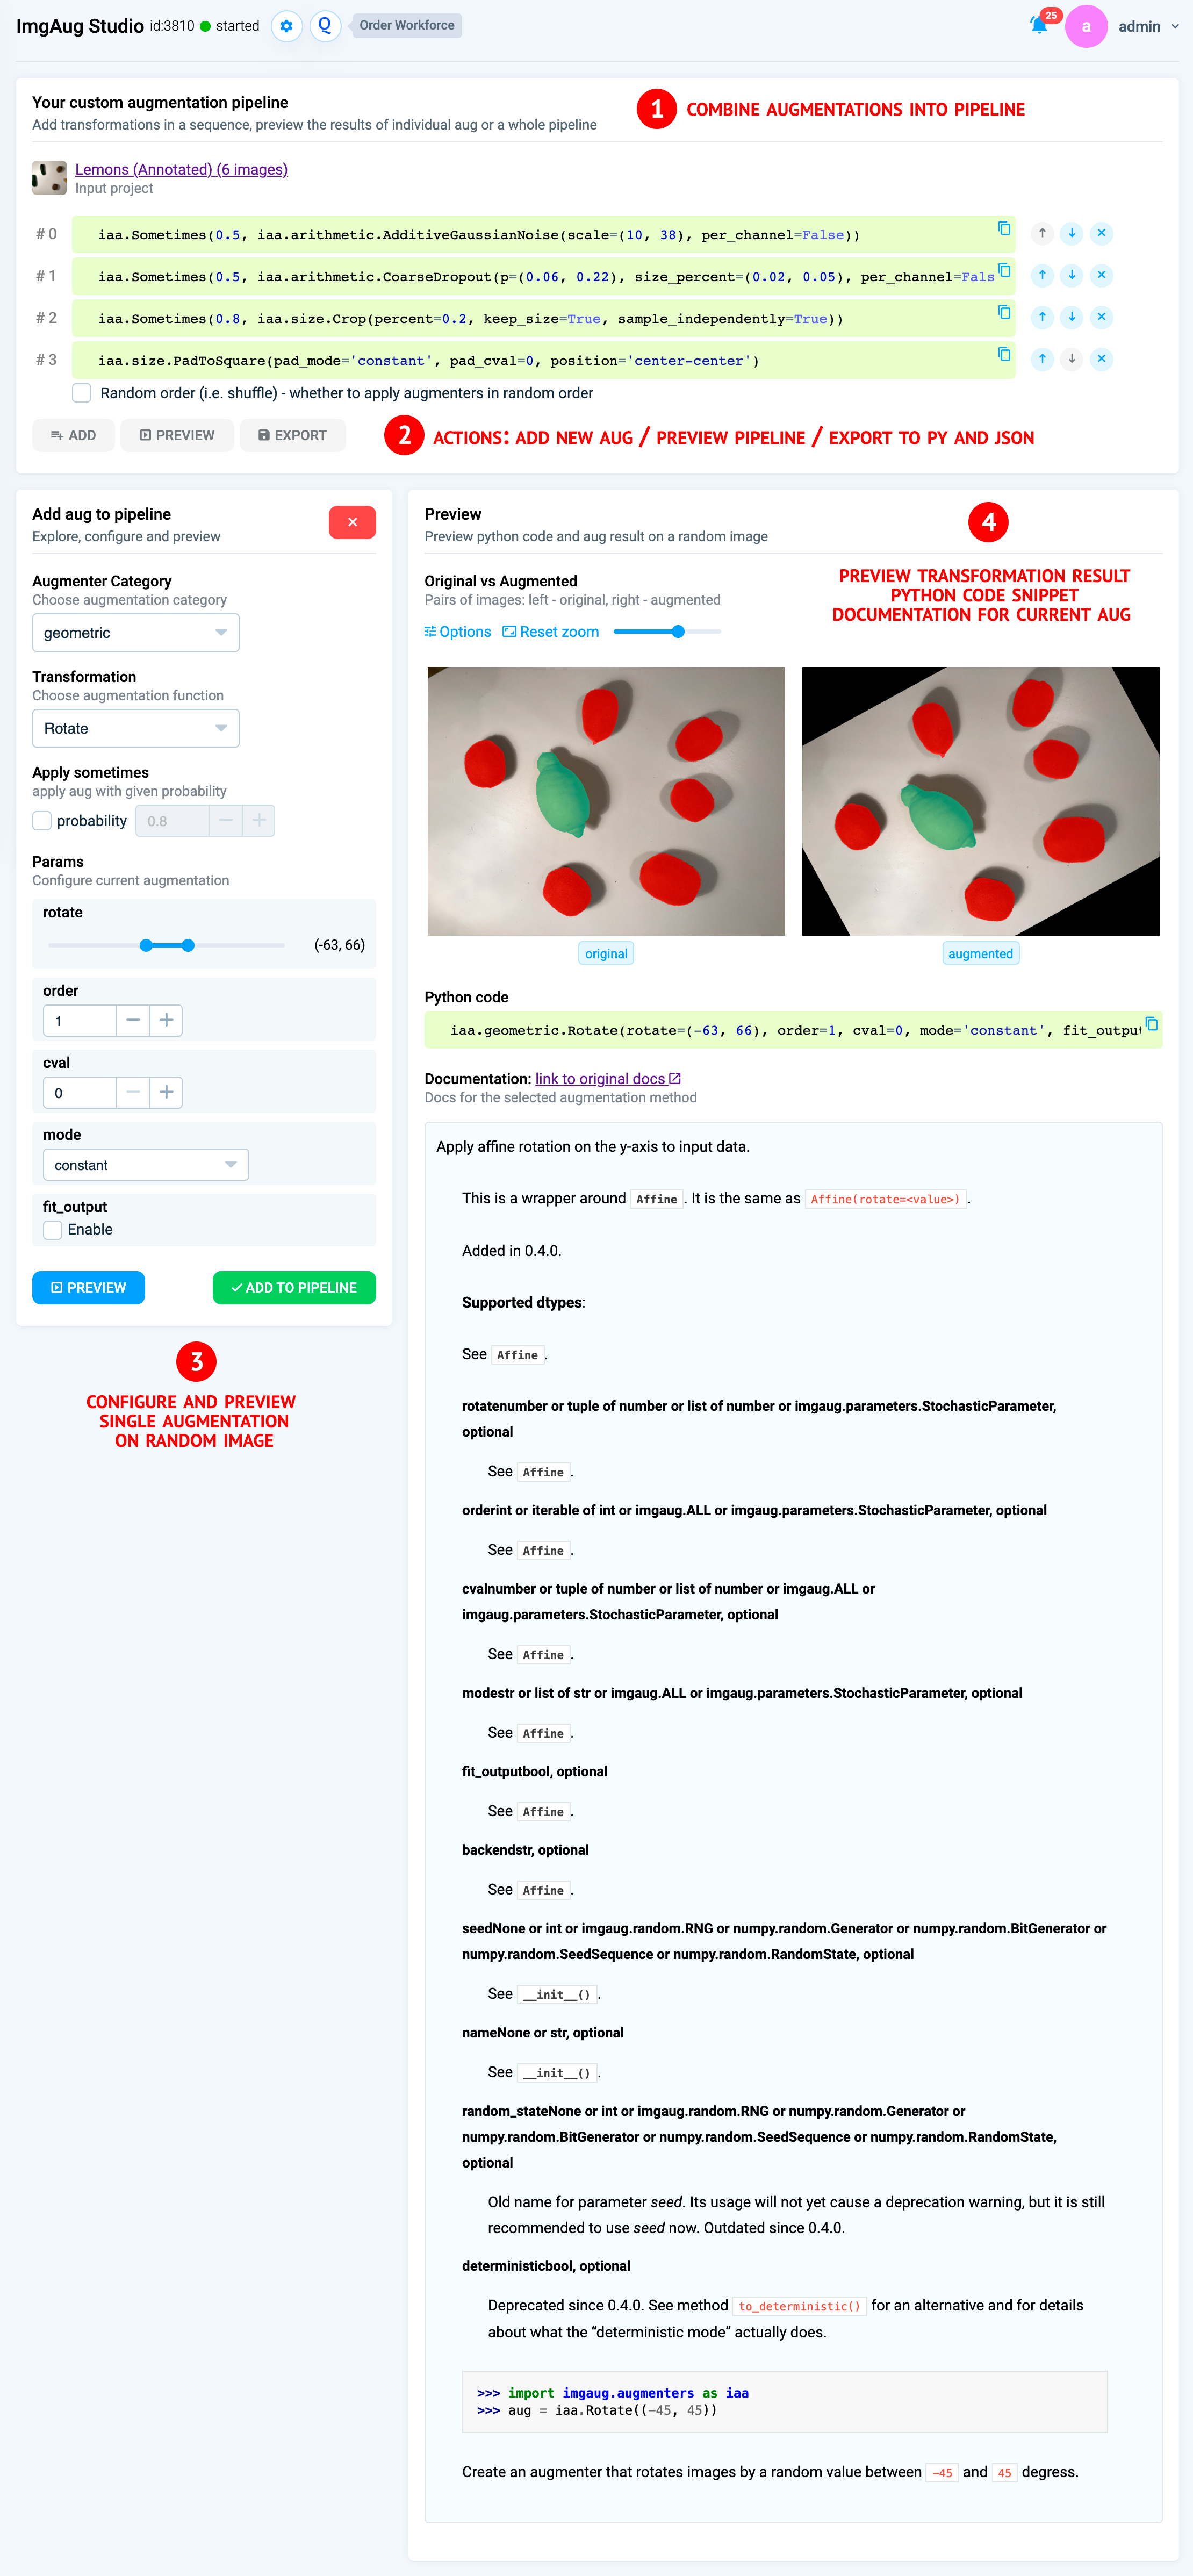 ImgAug Studio id:3810 started Q Order Workforce 25 a admin
Your custom augmentation pipeline
Add transformations in a sequence, preview the results of individual aug or a whole pipeline
1 COMBINE AUGMENTATIONS INTO PIPELINE
Lemons (Annotated) (6 images)
Input project
# 0 iaa.Sometimes(0.5, iaa.arithmetic.AdditiveGaussianNoise(scale=(10, 38), per_channel=False))
# 1 iaa.Sometimes(0.5, iaa.arithmetic.CoarseDropout(p=(0.06, 0.22), size_percent=(0.02, 0.05), per_channel=Fals
# 2 iaa.Sometimes(0.8, iaa.size.Crop(percent=0.2, keep_size=True, sample_independently=True))
# 3 iaa.size.PadToSquare(pad_mode='constant', pad_cval=0, position='center-center')
Random order (i.e. shuffle) - whether to apply augmenters in random order
ADD PREVIEW EXPORT
2 ACTIONS: ADD NEW AUG / PREVIEW PIPELINE / EXPORT TO PY AND JSON
Add aug to pipeline
Explore, configure and preview
Augmenter Category
Choose augmentation category
geometric
Transformation
Choose augmentation function
Rotate
Apply sometimes
apply aug with given probability
probability 0.8
Params
Configure current augmentation
rotate
(-63, 66)
order
1
cval
0
mode
constant
fit_output
Enable
PREVIEW ADD TO PIPELINE
3
CONFIGURE AND PREVIEW
SINGLE AUGMENTATION
ON RANDOM IMAGE
Preview
Preview python code and aug result on a random image
4
PREVIEW TRANSFORMATION RESULT
PYTHON CODE SNIPPET
DOCUMENTATION FOR CURRENT AUG
Original vs Augmented
Pairs of images: left - original, right - augmented
Options Reset zoom
original augmented
Python code
iaa.geometric.Rotate(rotate=(-63, 66), order=1, cval=0, mode='constant', fit_output
Documentation: link to original docs
Docs for the selected augmentation method
Apply affine rotation on the y-axis to input data.
This is a wrapper around Affine. It is the same as Affine(rotate=<value>).
Added in 0.4.0.
Supported dtypes:
See Affine.
rotatenumber or tuple of number or list of number or imgaug.parameters.StochasticParameter,
optional
See Affine.
orderint or iterable of int or imgaug.ALL or imgaug.parameters.StochasticParameter, optional
See Affine.
cvalnumber or tuple of number or list of number or imgaug.ALL or
imgaug.parameters.StochasticParameter, optional
See Affine.
modestr or list of str or imgaug.ALL or imgaug.parameters.StochasticParameter, optional
See Affine.
fit_outputbool, optional
See Affine.
backendstr, optional
See Affine.
seedNone or int or imgaug.random.RNG or numpy.random.Generator or numpy.random.BitGenerator or
numpy.random.SeedSequence or numpy.random.RandomState, optional
See __init__().
nameNone or str, optional
See __init__().
random_stateNone or int or imgaug.random.RNG or numpy.random.Generator or
numpy.random.BitGenerator or numpy.random.SeedSequence or numpy.random.RandomState,
optional
Old name for parameter seed. Its usage will not yet cause a deprecation warning, but it is still
recommended to use seed now. Outdated since 0.4.0.
deterministicbool, optional
Deprecated since 0.4.0. See method to_deterministic() for an alternative and for details
about what the “deterministic mode” actually does.
>>> import imgaug.augmenters as iaa
>>> aug = iaa.Rotate((-45, 45))
Create an augmenter that rotates images by a random value between -45 and 45 degress.